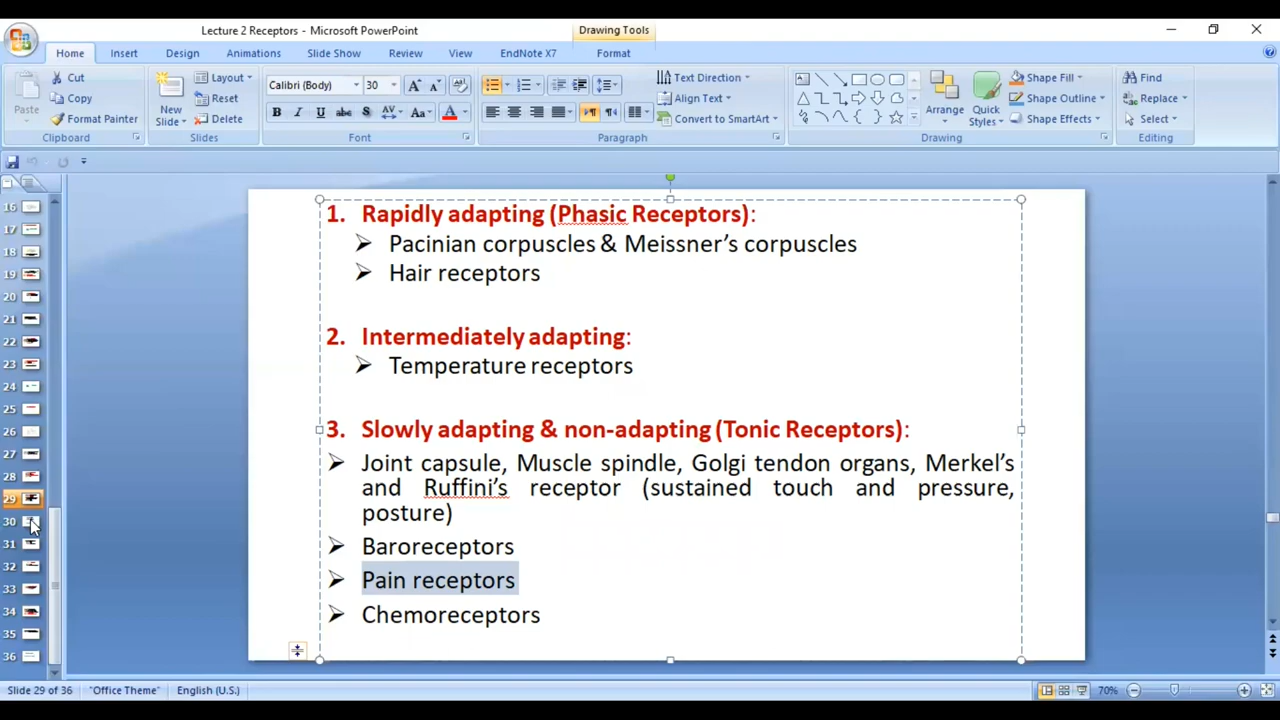 Lecture 2 Receptors - Microsoft PowerPoint
Drawing Tools
Home Insert Design Animations Slide Show Review View EndNote X7 Format
Paste
Cut
Copy
Format Painter
Clipboard
New Slide
Layout
Reset
Delete
Slides
Calibri (Body) 30
B I U abc S AV Aa A
Font
Text Direction
Align Text
Convert to SmartArt
Paragraph
Arrange
Quick Styles
Shape Fill
Shape Outline
Shape Effects
Drawing
Find
Replace
Select
Editing
16
17
18
19
20
21
22
23
24
25
26
27
28
29
30
31
32
33
34
35
36
1. Rapidly adapting (Phasic Receptors):
Pacinian corpuscles & Meissner’s corpuscles
Hair receptors
2. Intermediately adapting:
Temperature receptors
3. Slowly adapting & non-adapting (Tonic Receptors):
Joint capsule, Muscle spindle, Golgi tendon organs, Merkel’s
and Ruffini’s receptor (sustained touch and pressure,
posture)
Baroreceptors
Pain receptors
Chemoreceptors
Slide 29 of 36 "Office Theme" English (U.S.) 70%